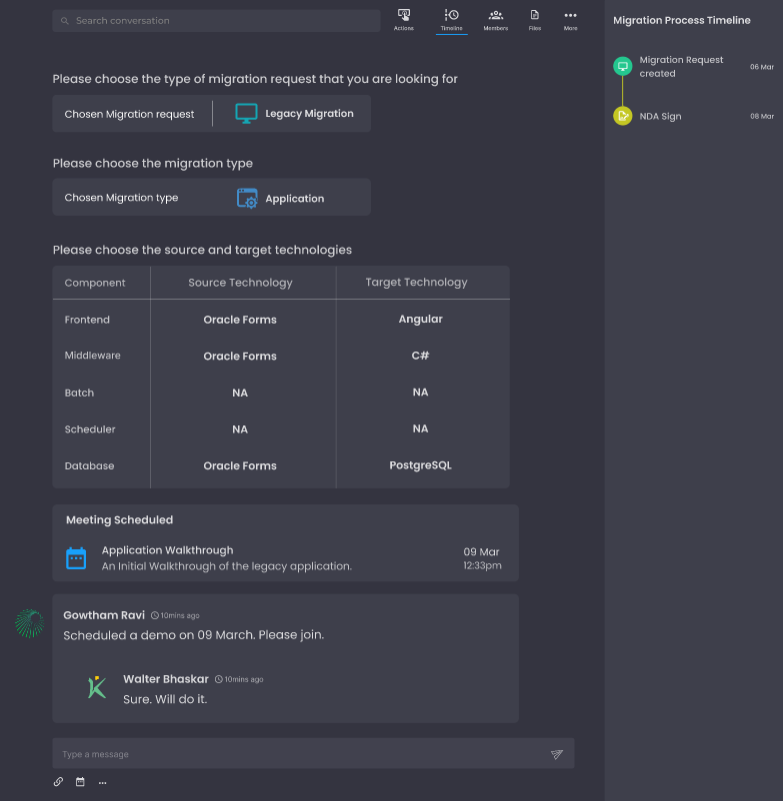 Search conversation
Actions
Timeline
Members
Files
More
Migration Process Timeline
Migration Request
created
06 Mar
NDA Sign
08 Mar
Please choose the type of migration request that you are looking for
Chosen Migration request
Legacy Migration
Please choose the migration type
Chosen Migration type
Application
Please choose the source and target technologies
Component Source Technology Target Technology
Frontend Oracle Forms Angular
Middleware Oracle Forms C#
Batch NA NA
Scheduler NA NA
Database Oracle Forms PostgreSQL
Meeting Scheduled
Application Walkthrough 09 Mar
An Initial Walkthrough of the legacy application. 12:33pm
Gowtham Ravi 10mins ago
Scheduled a demo on 09 March. Please join.
Walter Bhaskar 10mins ago
Sure. Will do it.
Type a message